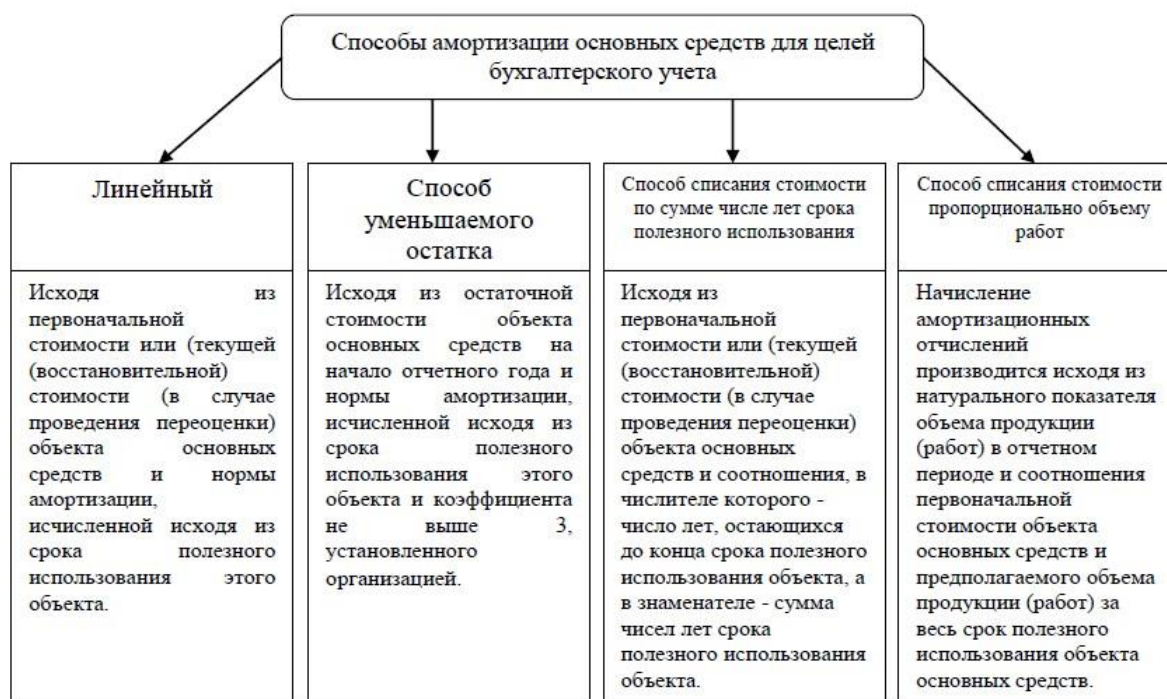 Способы амортизации основных средств для целей
бухгалтерского учета
Линейный
Исходя из
первоначальной
стоимости или (текущей
(восстановительной)
стоимости (в случае
проведения переоценки)
объекта основных
средств и нормы
амортизации,
исчисленной исходя из
срока полезного
использования этого
объекта.
Способ
уменьшаемого
остатка
Исходя из остаточной
стоимости объекта
основных средств на
начало отчетного года и
нормы амортизации,
исчисленной исходя из
срока полезного
использования этого
объекта и коэффициента
не выше 3,
установленного
организацией.
Способ списания стоимости
по сумме числе лет срока
полезного использования
Исходя из
первоначальной
стоимости или (текущей
(восстановительной)
стоимости (в случае
проведения переоценки)
объекта основных
средств и соотношения, в
числителе которого -
число лет, остающихся
до конца срока полезного
использования объекта, а
в знаменателе - сумма
чисел лет срока
полезного использования
объекта.
Способ списания стоимости
пропорционально объему
работ
Начисление
амортизационных
отчислений
производится исходя из
натурального показателя
объема продукции
(работ) в отчетном
периоде и соотношения
первоначальной
стоимости объекта
основных средств и
предполагаемого объема
продукции (работ) за
весь срок полезного
использования объекта
основных средств.